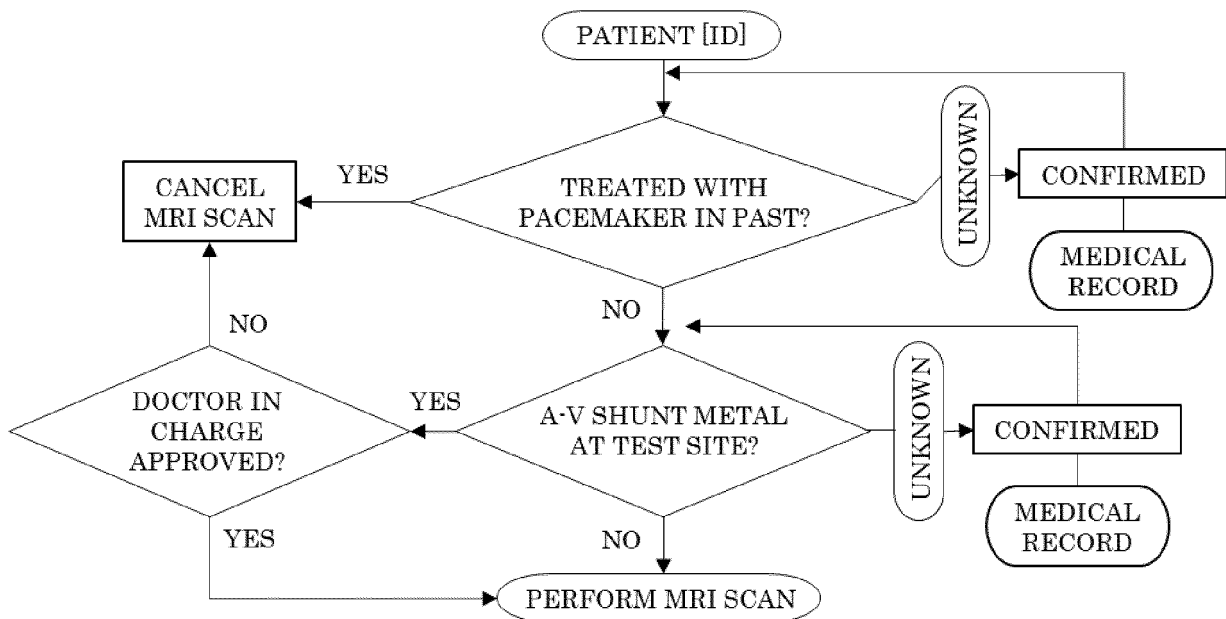 PATIENT [ID]
YES
CANCEL
MRI SCAN
TREATED WITH
PACEMAKER IN PAST?
UNKNOWN
CONFIRMED
MEDICAL
RECORD
NO
NO
DOCTOR IN
CHARGE
APPROVED?
YES
A-V SHUNT METAL
AT TEST SITE?
UNKNOWN
CONFIRMED
MEDICAL
RECORD
YES
NO
PERFORM MRI SCAN